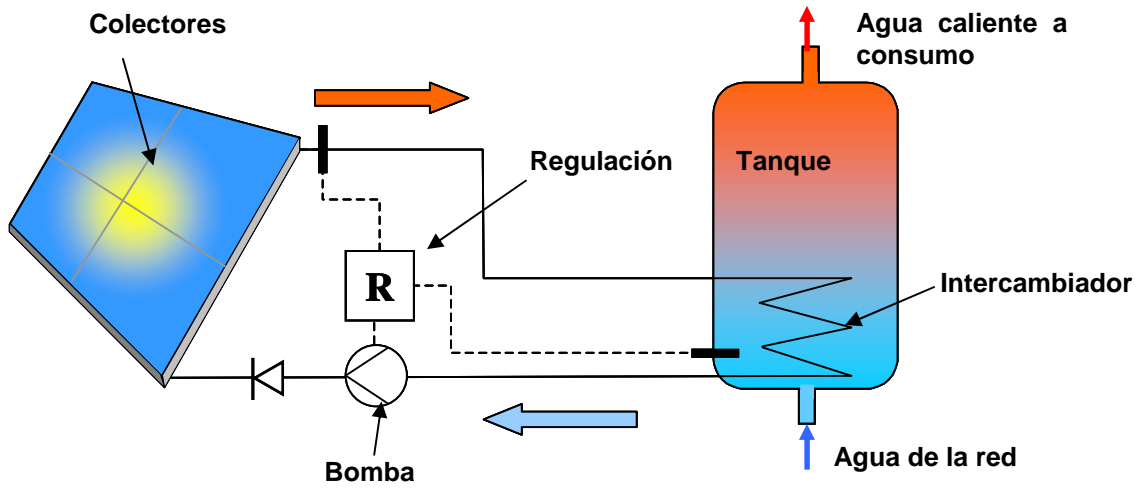 Colectores
Agua caliente a
consumo
Regulación
Tanque
R
Intercambiador
Bomba
Agua de la red